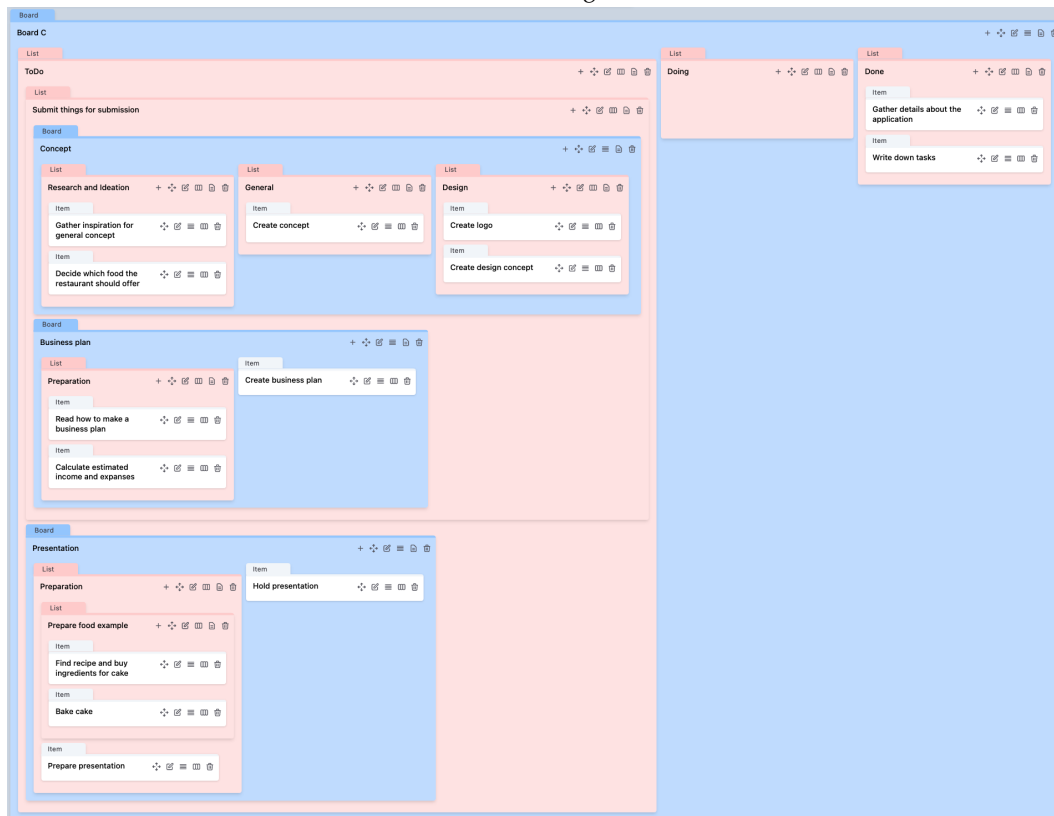 Board
Board C
List
ToDo
List
Submit things for submission
Board
Concept
List
Research and Ideation
Item
Gather inspiration for
general concept
Item
Decide which food the
restaurant should offer
List
General
Item
Create concept
List
Design
Item
Create logo
Item
Create design concept
Board
Business plan
List
Preparation
Item
Read how to make a
business plan
Item
Calculate estimated
income and expanses
Item
Create business plan
Board
Presentation
List
Preparation
List
Prepare food example
Item
Find recipe and buy
ingredients for cake
Item
Bake cake
Item
Prepare presentation
Item
Hold presentation
List
Doing
List
Done
Item
Gather details about the
application
Item
Write down tasks